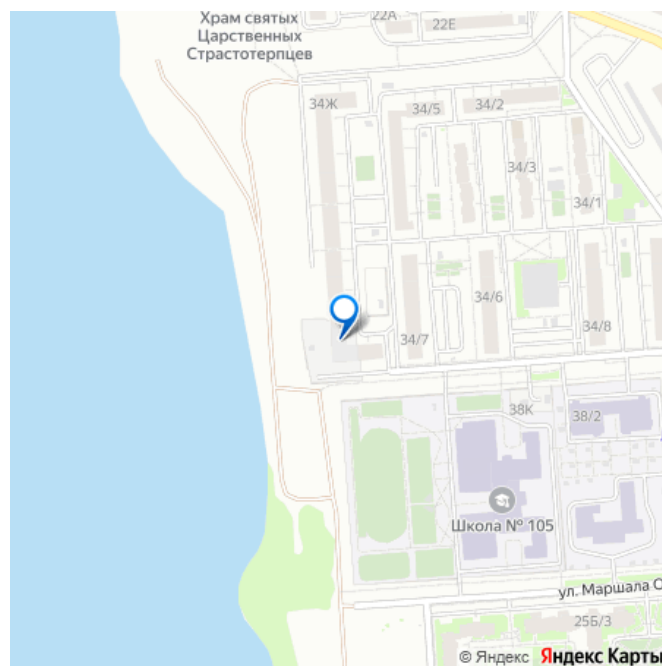 Храм святых
Царственных
Страстотерпцев
22А
22Е
34Ж
34/5
34/2
34/3
34/1
34/6
34/7
34/8
38К
38/2
Школа № 105
ул. Маршала О
25Б/3
© Яндекс Яндекс Карты